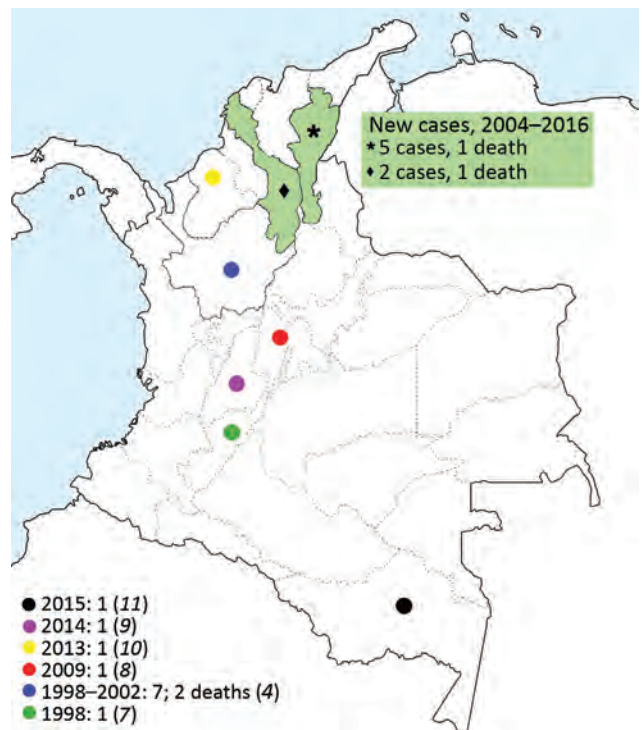 New cases, 2004–2016
* 5 cases, 1 death
♦ 2 cases, 1 death
*
♦
2015: 1 (11)
2014: 1 (9)
2013: 1 (10)
2009: 1 (8)
1998–2002: 7; 2 deaths (4)
1998: 1 (7)